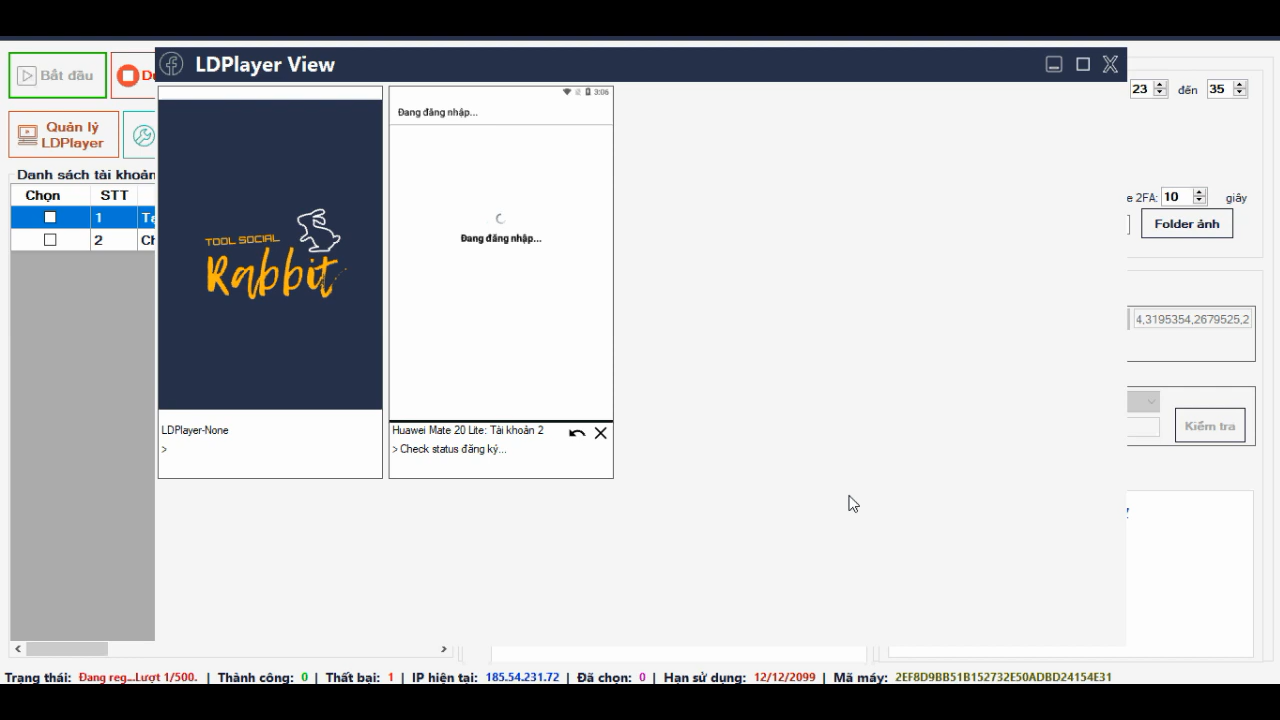 LDPlayer View
Bắt đầu
23 đến 35
Quản lý
LDPlayer
Đang đăng nhập...
3:06
Danh sách tài khoản
Chọn STT
1
2
e 2FA: 10 giây
Folder ảnh
TOOL SOCIAL
Rabbit
Đang đăng nhập...
4,3195354,2679525,2
Kiểm tra
LDPlayer-None
>
Huawei Mate 20 Lite: Tài khoản 2
> Check status đăng ký...
Trạng thái: Đang reg...Lượt 1/500. | Thành công: 0 | Thất bại: 1 | IP hiện tại: 185.54.231.72 | Đã chọn: 0 | Hạn sử dụng: 12/12/2099 | Mã máy: 2EF8D9BB51B152732E50ADBD24154E31